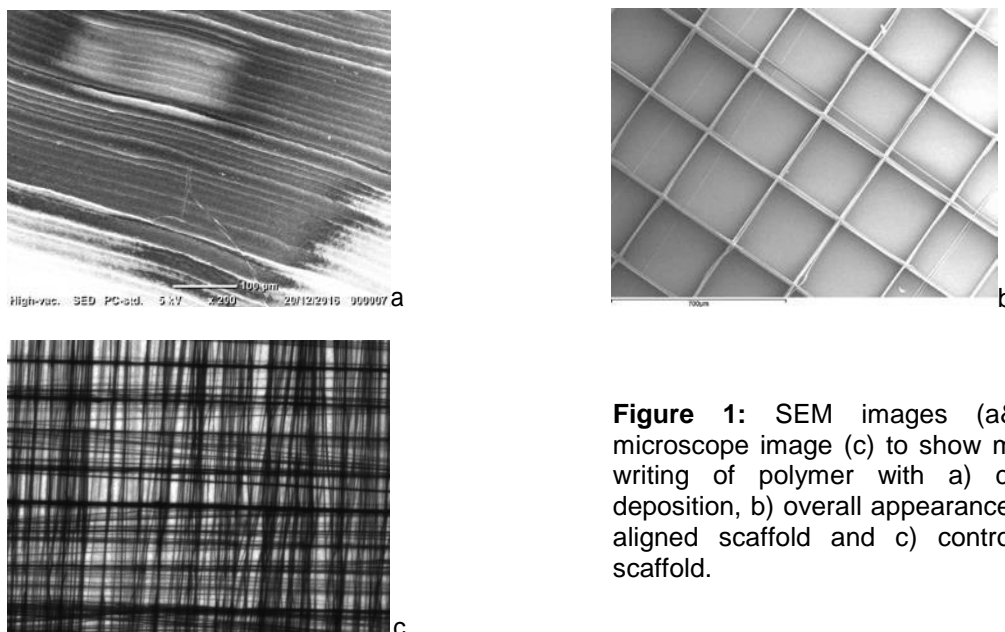 High-vac. SED PC-std. 5 kV x 200 20/12/2016 000007
100 µm
a
700µm
b
c
Figure 1: SEM images (a&
microscope image (c) to show m
writing of polymer with a)
deposition, b) overall appearance
aligned scaffold and c)
scaffold.